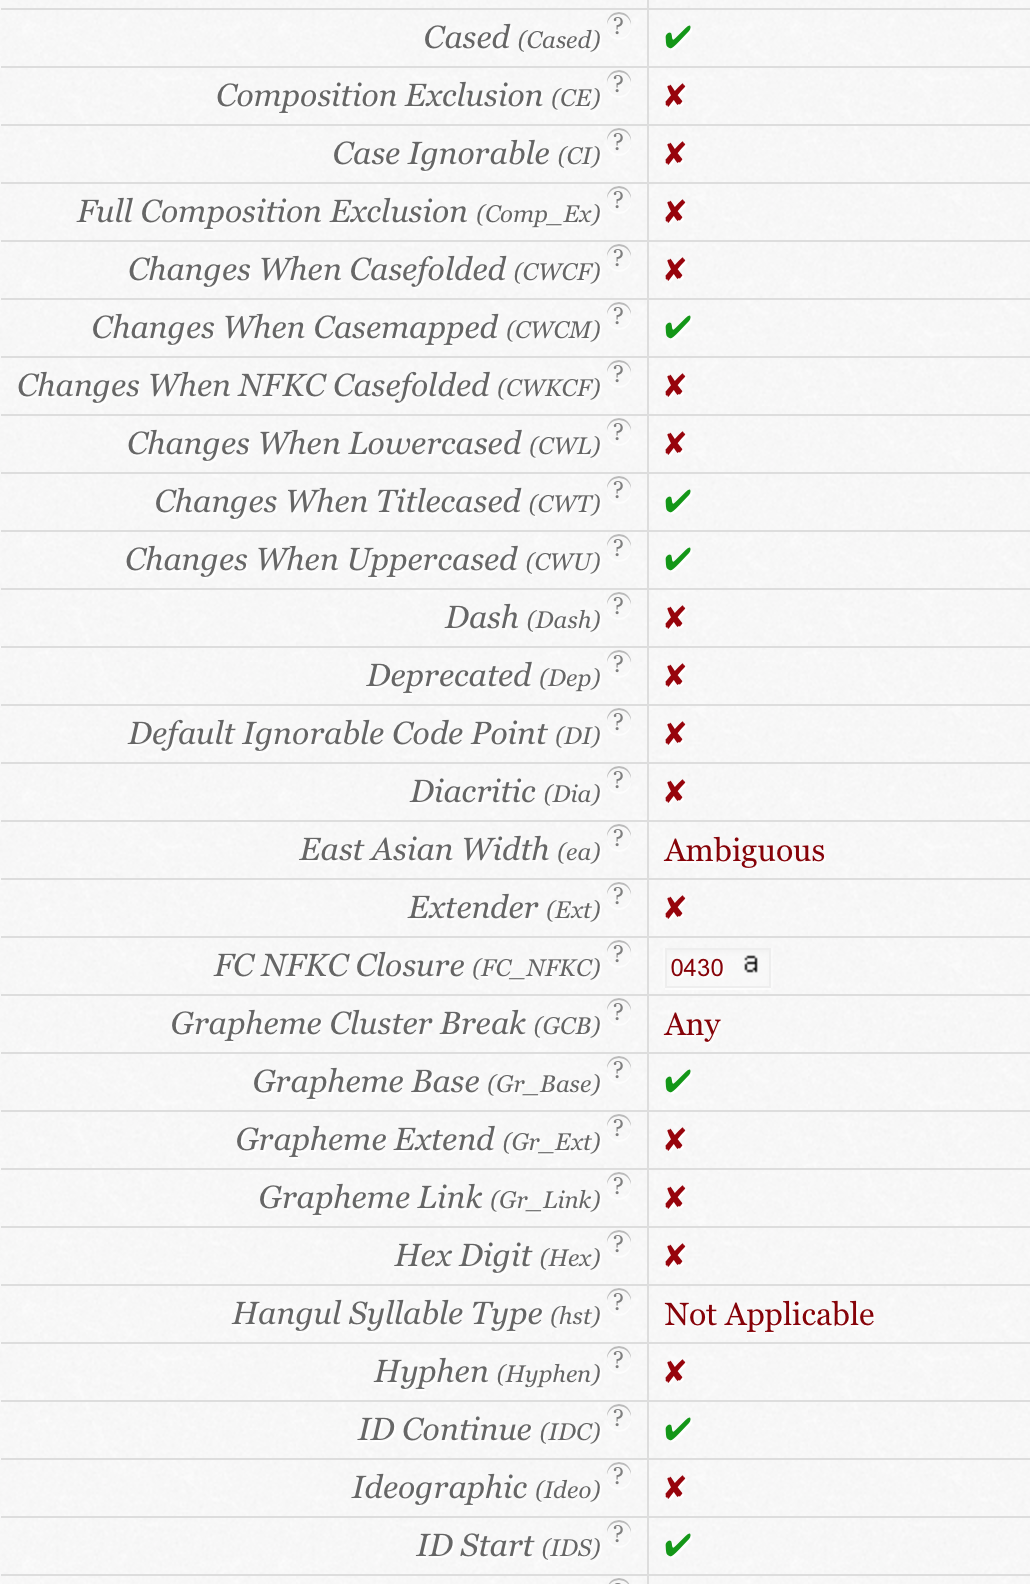 Cased (Cased) ? ✔
Composition Exclusion (CE) ? ✘
Case Ignorable (CI) ? ✘
Full Composition Exclusion (Comp_Ex) ? ✘
Changes When Casefolded (CWCF) ? ✘
Changes When Casemapped (CWCM) ? ✔
Changes When NFKC Casefolded (CWKCF) ? ✘
Changes When Lowercased (CWL) ? ✘
Changes When Titlecased (CWT) ? ✔
Changes When Uppercased (CWU) ? ✔
Dash (Dash) ? ✘
Deprecated (Dep) ? ✘
Default Ignorable Code Point (DI) ? ✘
Diacritic (Dia) ? ✘
East Asian Width (ea) ? Ambiguous
Extender (Ext) ? ✘
FC NFKC Closure (FC_NFKC) ? 0430 а
Grapheme Cluster Break (GCB) ? Any
Grapheme Base (Gr_Base) ? ✔
Grapheme Extend (Gr_Ext) ? ✘
Grapheme Link (Gr_Link) ? ✘
Hex Digit (Hex) ? ✘
Hangul Syllable Type (hst) ? Not Applicable
Hyphen (Hyphen) ? ✘
ID Continue (IDC) ? ✔
Ideographic (Ideo) ? ✘
ID Start (IDS) ? ✔